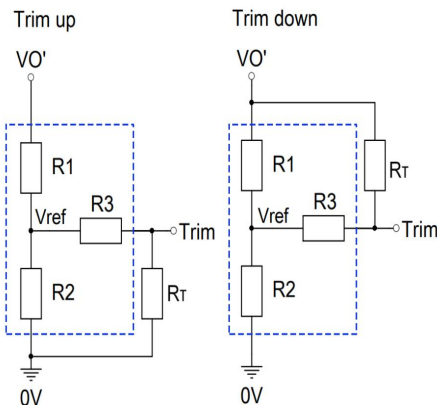 Trim up
VO'
R1
Vref
R3
Trim
R2
RT
0V
Trim down
VO'
R1
RT
Vref
R3
Trim
R2
0V